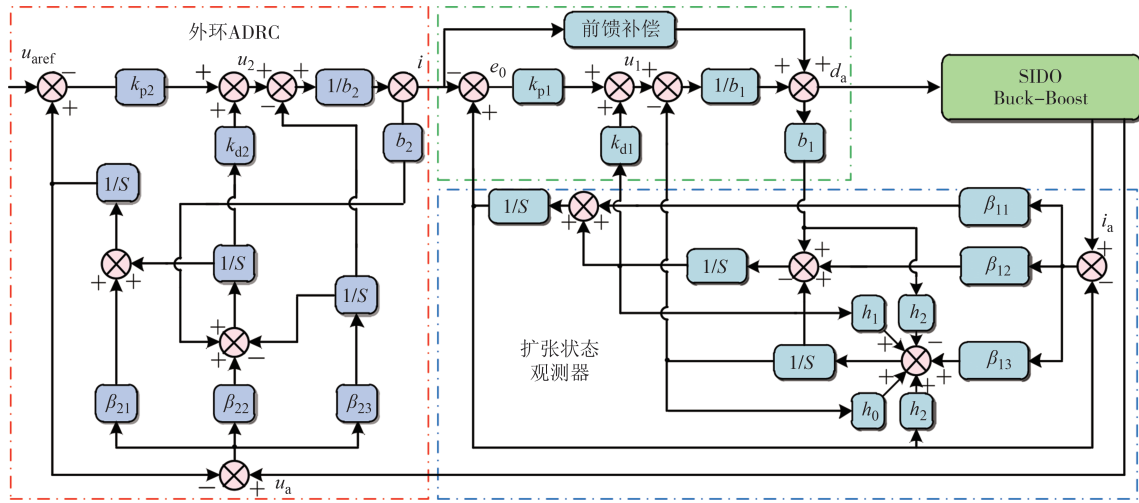 外环ADRC
u_aref
−
+
k_p2
+
+
u_2
+
−
+
+
1/b_2
i
+
+
b_2
k_d2
1/S
+
+
1/S
1/S
+
+
−
β_21
β_22
β_23
−
+
u_a
前馈补偿
−
+
e_0
k_p1
+
+
u_1
+
−
1/b_1
+
+
d_a
k_d1
b_1
SIDO
Buck-Boost
1/S
+
+
β_11
i_a
+
−
1/S
−
+
+
β_12
h_1
h_2
扩张状态
观测器
1/S
+
−
+
+
+
β_13
h_0
h_2